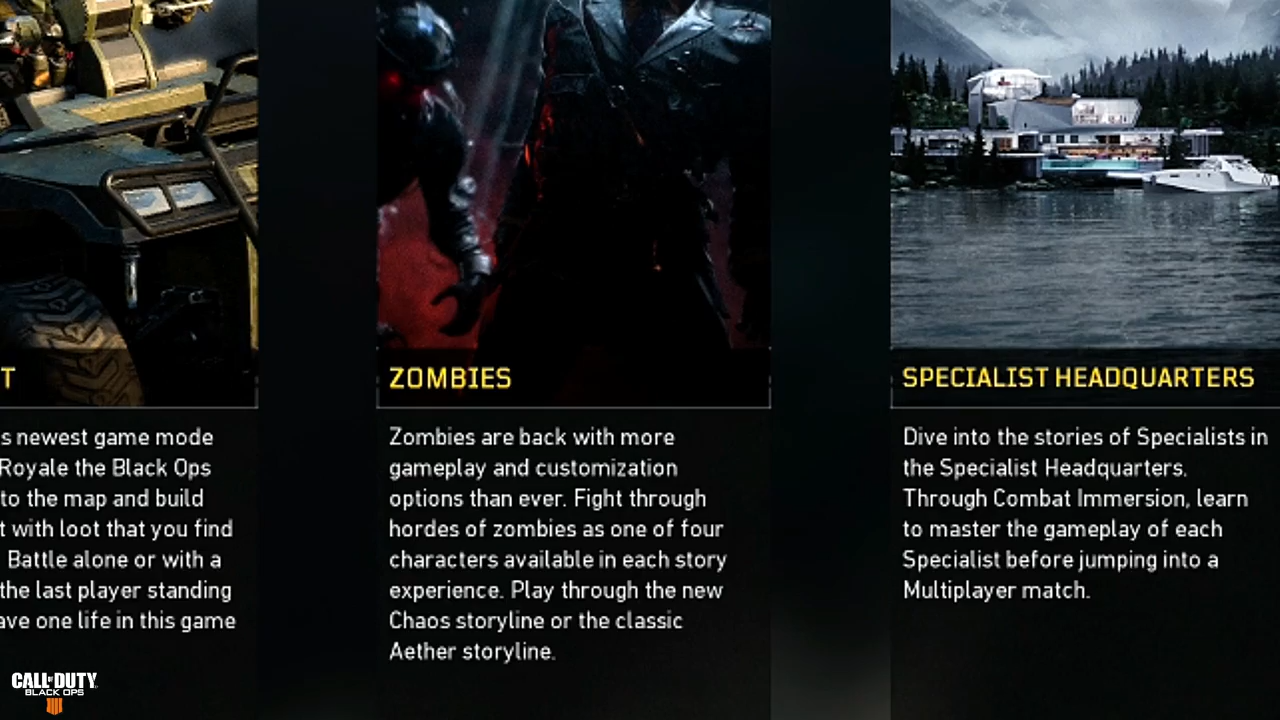 T
s newest game mode
Royale the Black Ops
to the map and build
t with loot that you find
Battle alone or with a
the last player standing
ave one life in this game
ZOMBIES
Zombies are back with more
gameplay and customization
options than ever. Fight through
hordes of zombies as one of four
characters available in each story
experience. Play through the new
Chaos storyline or the classic
Aether storyline.
SPECIALIST HEADQUARTERS
Dive into the stories of Specialists in
the Specialist Headquarters.
Through Combat Immersion, learn
to master the gameplay of each
Specialist before jumping into a
Multiplayer match.
CALL OF DUTY
BLACK OPS
IIII